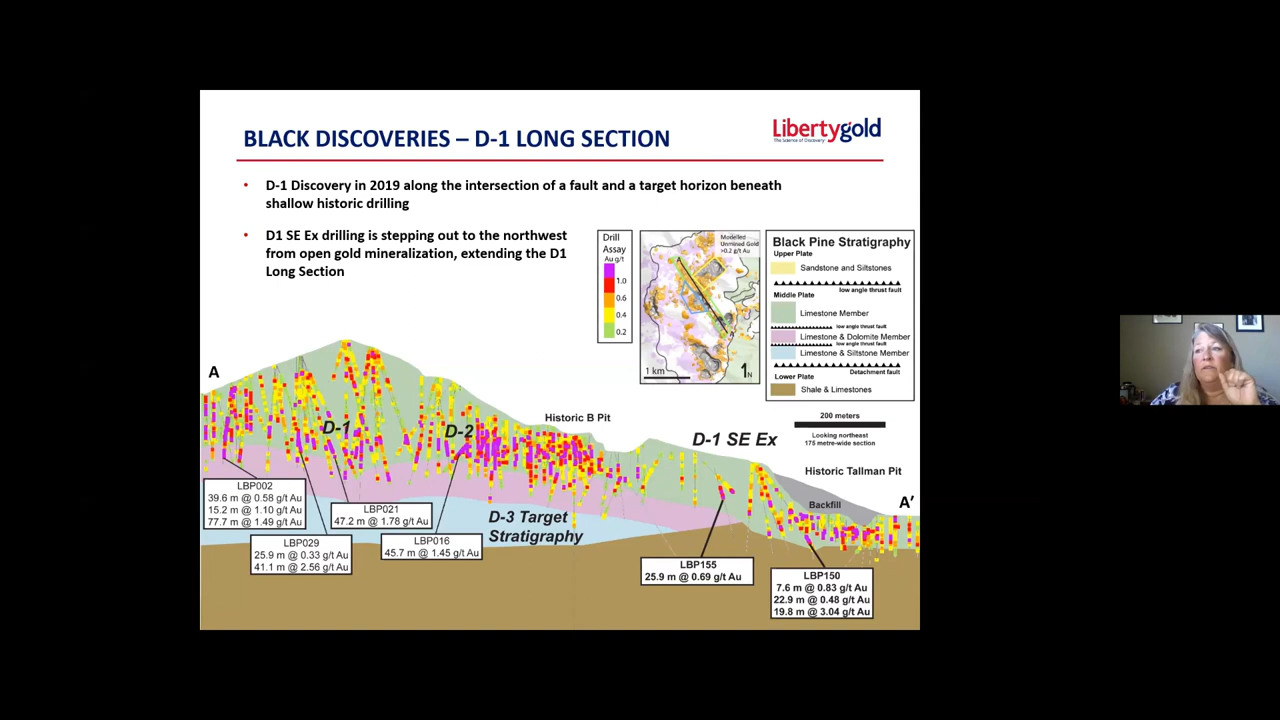 BLACK DISCOVERIES – D-1 LONG SECTION
Libertygold
The Science of Discovery
• D-1 Discovery in 2019 along the intersection of a fault and a target horizon beneath
shallow historic drilling
• D1 SE Ex drilling is stepping out to the northwest
from open gold mineralization, extending the D1
Long Section
Drill
Assay
Au g/t
1.0
0.6
0.4
0.2
Modelled
Unmined Gold
>0.2 g/t Au
A
A'
1 km
N
Black Pine Stratigraphy
Upper Plate
Sandstone and Siltstones
low angle thrust fault
Middle Plate
Limestone Member
low angle thrust fault
Limestone & Dolomite Member
low angle thrust fault
Limestone & Siltstone Member
Detachment fault
Lower Plate
Shale & Limestones
200 meters
Looking northeast
175 metre-wide section
A
D-1
D-2
Historic B Pit
D-1 SE Ex
Historic Tallman Pit
Backfill
A'
D-3 Target
Stratigraphy
LBP002
39.6 m @ 0.58 g/t Au
15.2 m @ 1.10 g/t Au
77.7 m @ 1.49 g/t Au
LBP021
47.2 m @ 1.78 g/t Au
LBP029
25.9 m @ 0.33 g/t Au
41.1 m @ 2.56 g/t Au
LBP016
45.7 m @ 1.45 g/t Au
LBP155
25.9 m @ 0.69 g/t Au
LBP150
7.6 m @ 0.83 g/t Au
22.9 m @ 0.48 g/t Au
19.8 m @ 3.04 g/t Au